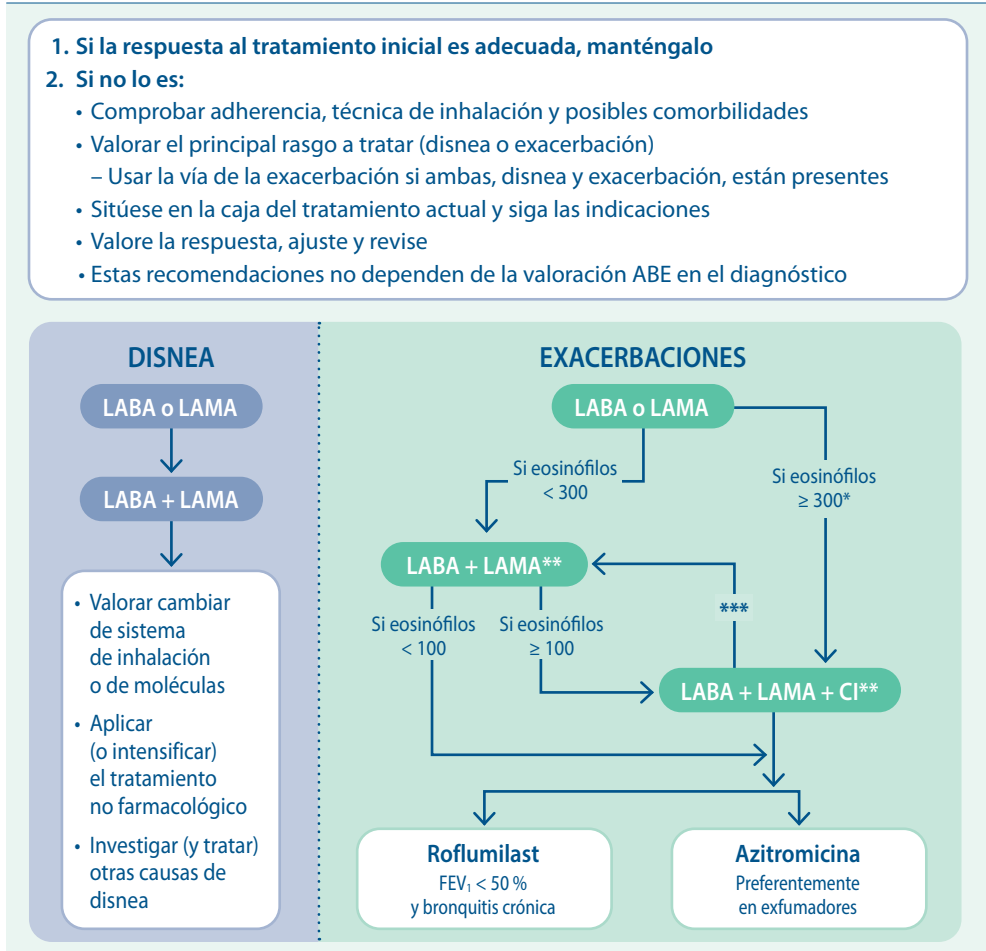 1. Si la respuesta al tratamiento inicial es adecuada, manténgalo
2. Si no lo es:
• Comprobar adherencia, técnica de inhalación y posibles comorbilidades
• Valorar el principal rasgo a tratar (disnea o exacerbación)
– Usar la vía de la exacerbación si ambas, disnea y exacerbación, están presentes
• Sitúese en la caja del tratamiento actual y siga las indicaciones
• Valore la respuesta, ajuste y revise
• Estas recomendaciones no dependen de la valoración ABE en el diagnóstico
DISNEA
LABA o LAMA
LABA + LAMA
• Valorar cambiar
de sistema
de inhalación
o de moléculas
• Aplicar
(o intensificar)
el tratamiento
no farmacológico
• Investigar (y tratar)
otras causas de
disnea
EXACERBACIONES
LABA o LAMA
Si eosinófilos
< 300
Si eosinófilos
≥ 300*
LABA + LAMA**
Si eosinófilos
< 100
Si eosinófilos
≥ 100
***
LABA + LAMA + CI**
Roflumilast
FEV₁ < 50 %
y bronquitis crónica
Azitromicina
Preferentemente
en exfumadores